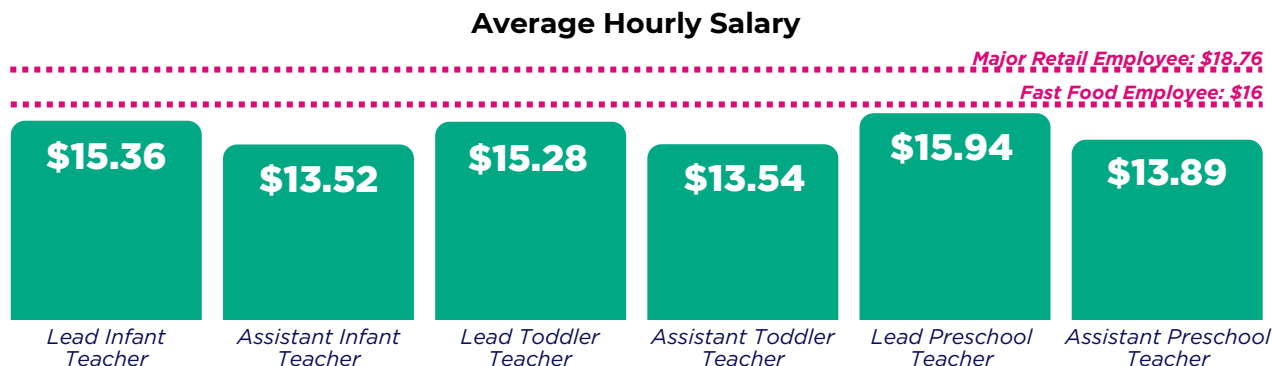 Average Hourly Salary
Major Retail Employee: $18.76
Fast Food Employee: $16
$15.36
$13.52
$15.28
$13.54
$15.94
$13.89
Lead Infant
Teacher
Assistant Infant
Teacher
Lead Toddler
Teacher
Assistant Toddler
Teacher
Lead Preschool
Teacher
Assistant Preschool
Teacher